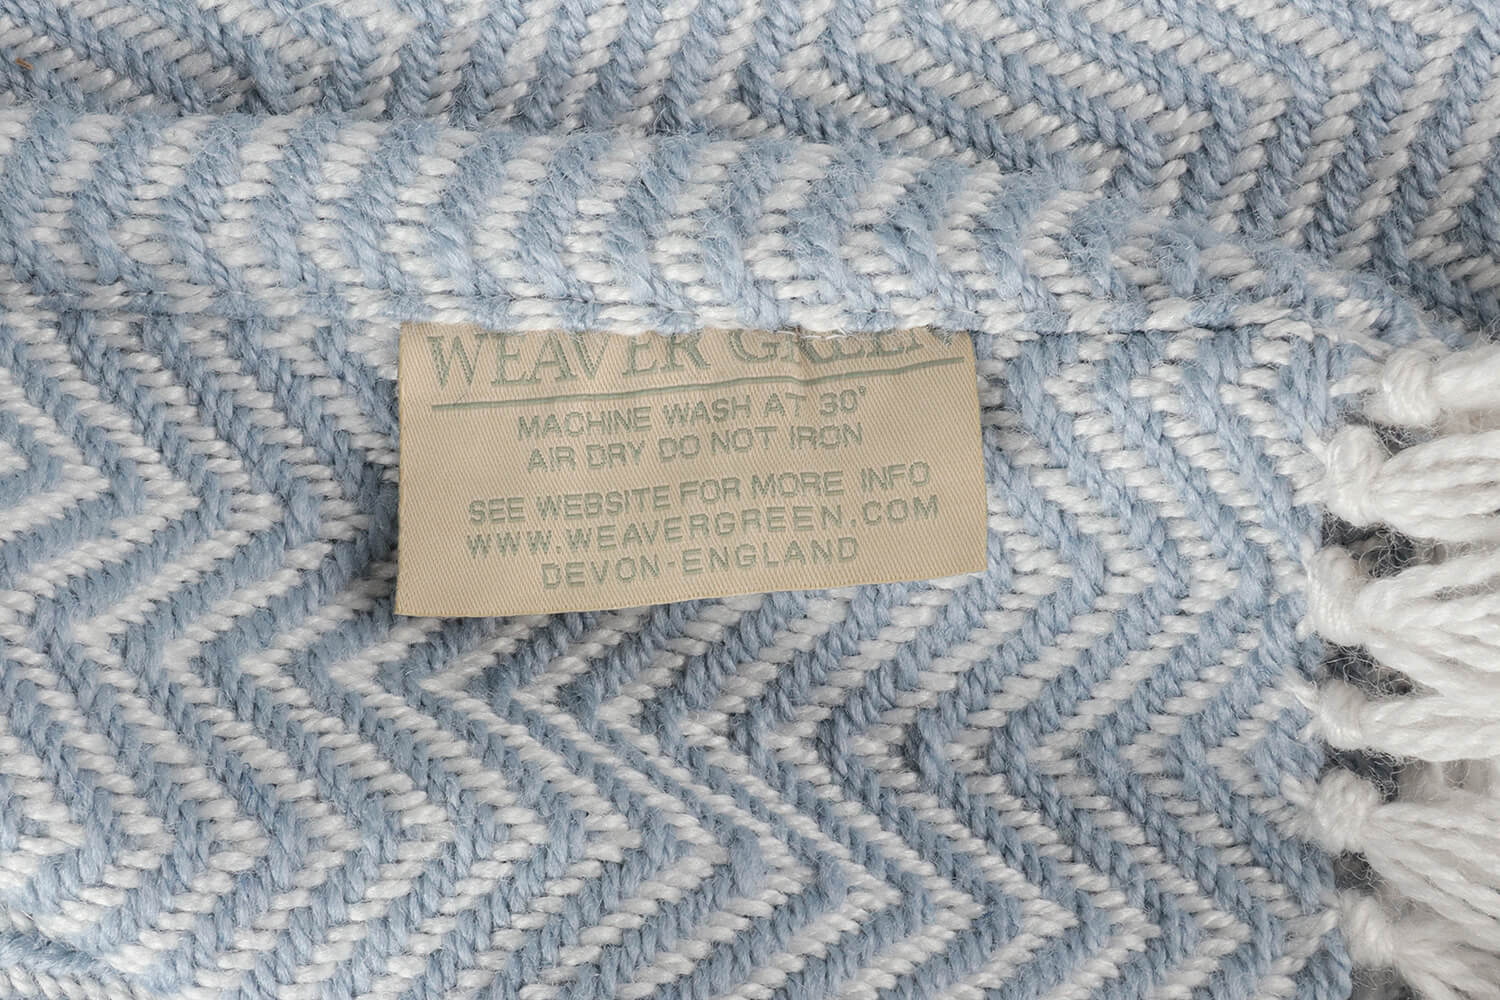 WEAVER GREEN
MACHINE WASH AT 30°
AIR DRY DO NOT IRON
SEE WEBSITE FOR MORE INFO
WWW.WEAVERGREEN.COM
DEVON-ENGLAND